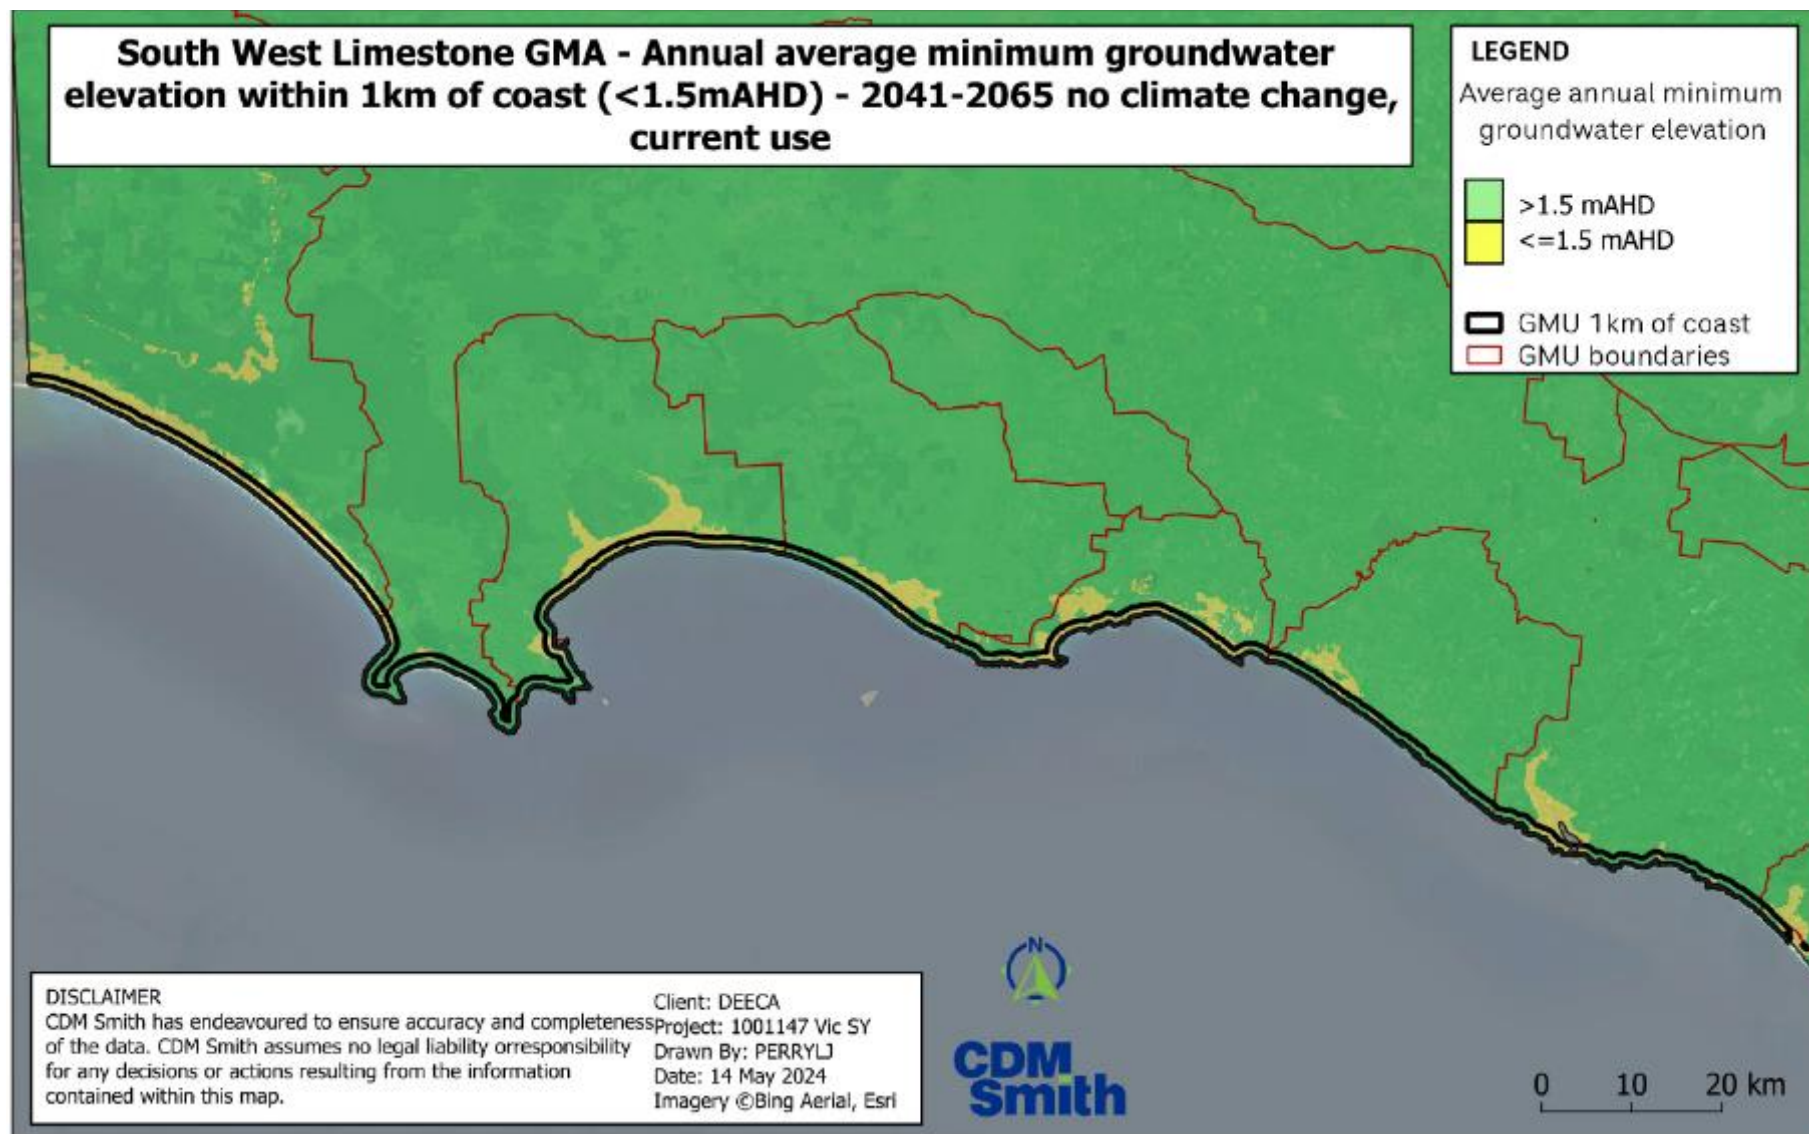 South West Limestone GMA - Annual average minimum groundwater
elevation within 1km of coast (<1.5mAHD) - 2041-2065 no climate change,
current use
LEGEND
Average annual minimum
groundwater elevation
>1.5 mAHD
<=1.5 mAHD
GMU 1km of coast
GMU boundaries
DISCLAIMER
CDM Smith has endeavoured to ensure accuracy and completeness
of the data. CDM Smith assumes no legal liability orresponsibility
for any decisions or actions resulting from the information
contained within this map.
Client: DEECA
Project: 1001147 Vic SY
Drawn By: PERRYLJ
Date: 14 May 2024
Imagery ©Bing Aerial, Esri
N
CDM
Smith
0 10 20 km